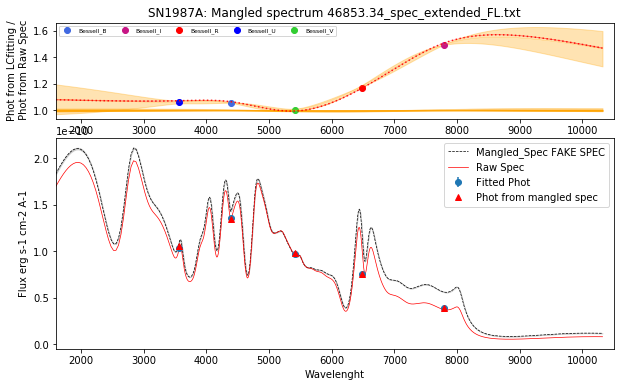 SN1987A: Mangled spectrum 46853.34_spec_extended_FL.txt
Phot from LCfitting /
Phot from Raw Spec
1.6
1.4
1.2
1.0
Bessell_B
Bessell_I
Bessell_R
Bessell_U
Bessell_V
2000 3000 4000 5000 6000 7000 8000 9000 10000
1e−10
Flux erg s-1 cm-2 A-1
2.0
1.5
1.0
0.5
0.0
Mangled_Spec FAKE SPEC
Raw Spec
Fitted Phot
Phot from mangled spec
2000 3000 4000 5000 6000 7000 8000 9000 10000
Wavelenght